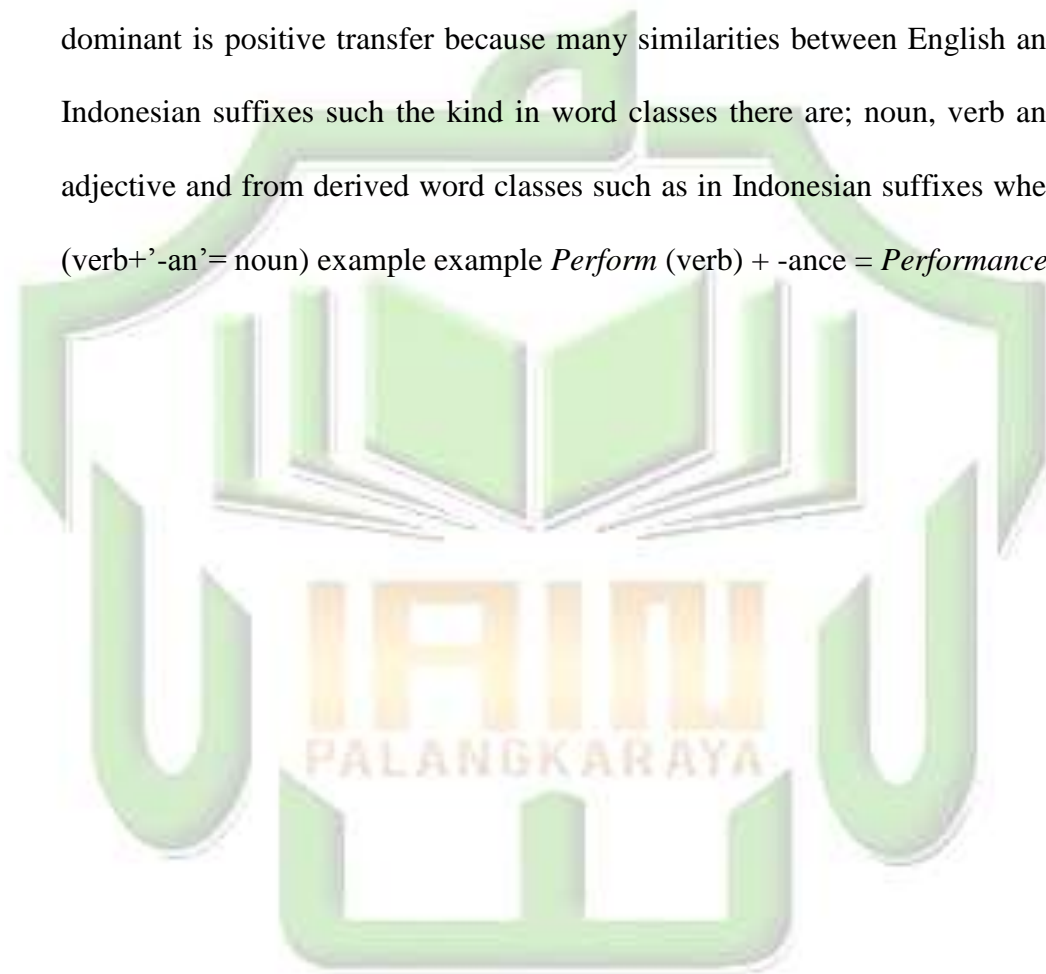 dominant is positive transfer because many similarities between English an
Indonesian suffixes such the kind in word classes there are; noun, verb an
adjective and from derived word classes such as in Indonesian suffixes whe
(verb+’-an’= noun) example example Perform (verb) + -ance = Performance
IAIN
PALANGKARAYA